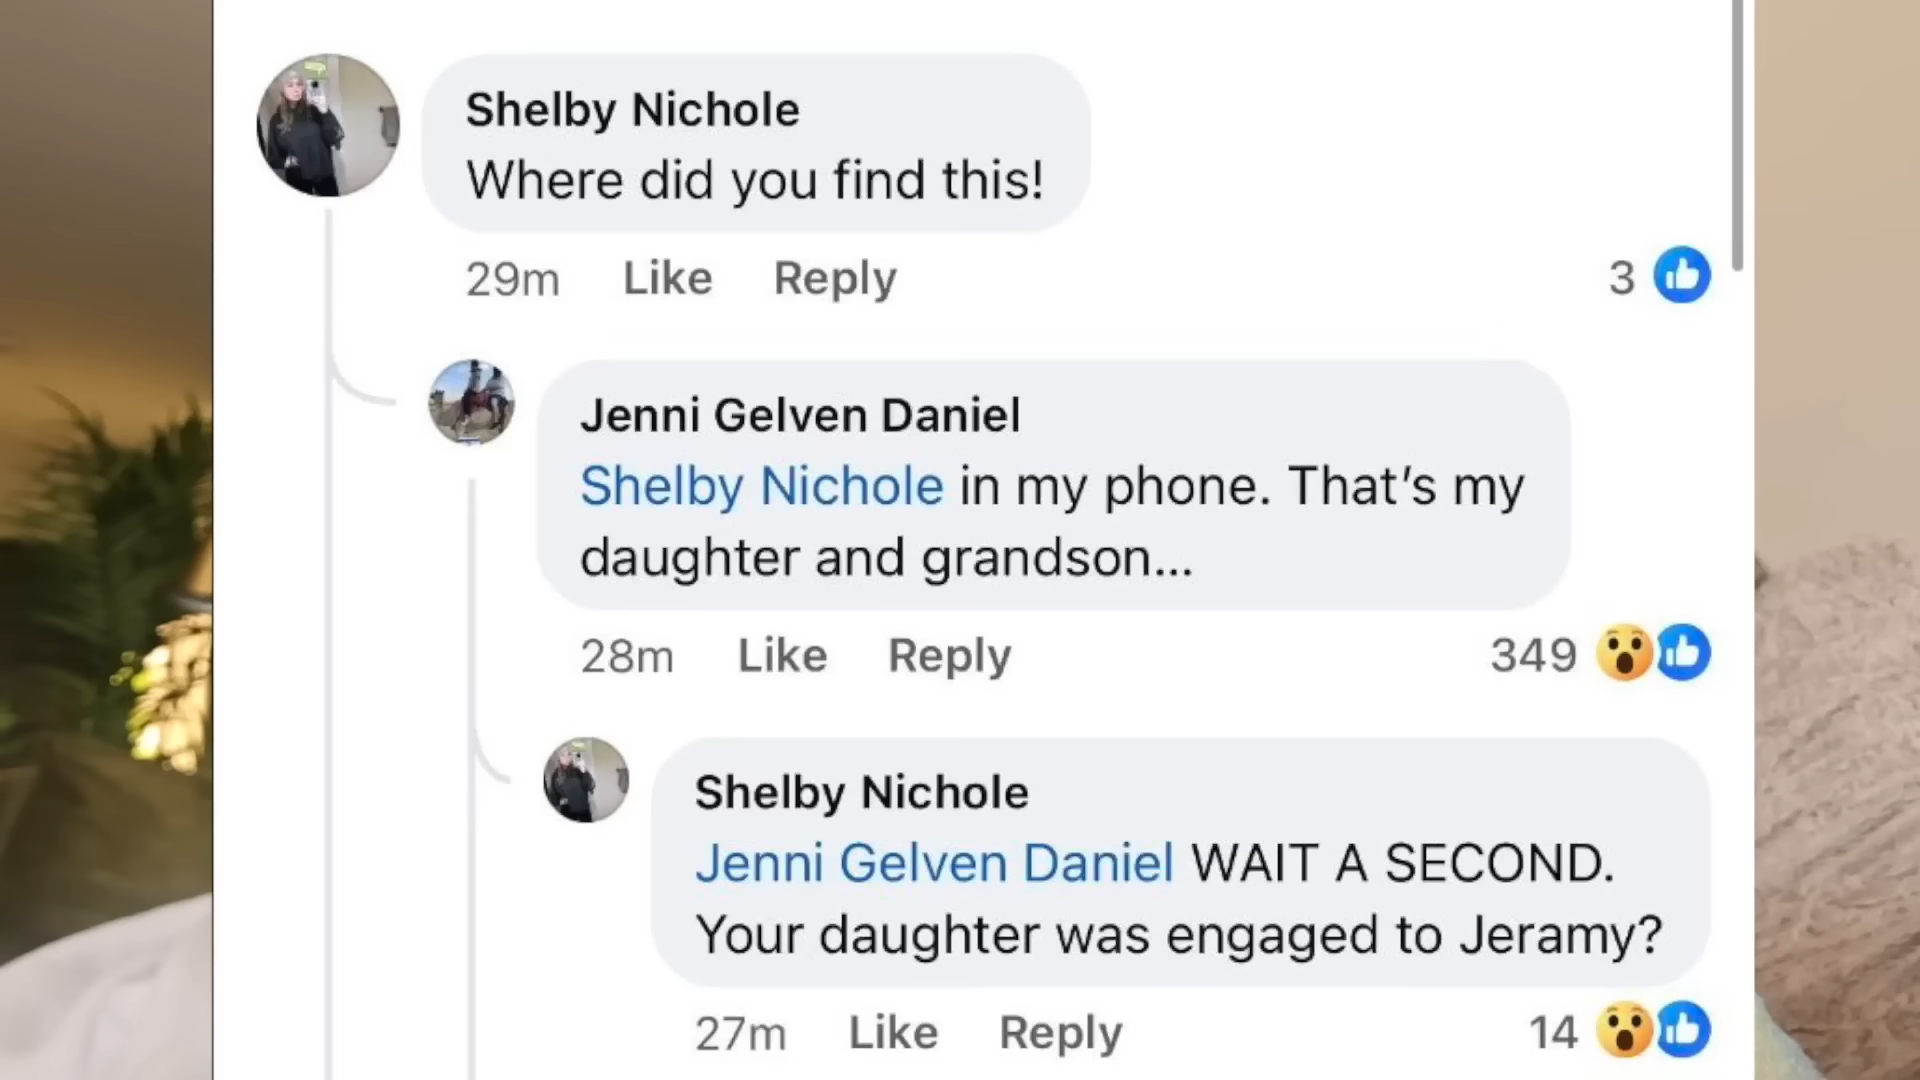 Shelby Nichole
Where did you find this!
29m Like Reply 3
Jenni Gelven Daniel
Shelby Nichole in my phone. That's my
daughter and grandson...
28m Like Reply 349
Shelby Nichole
Jenni Gelven Daniel WAIT A SECOND.
Your daughter was engaged to Jeramy?
27m Like Reply 14